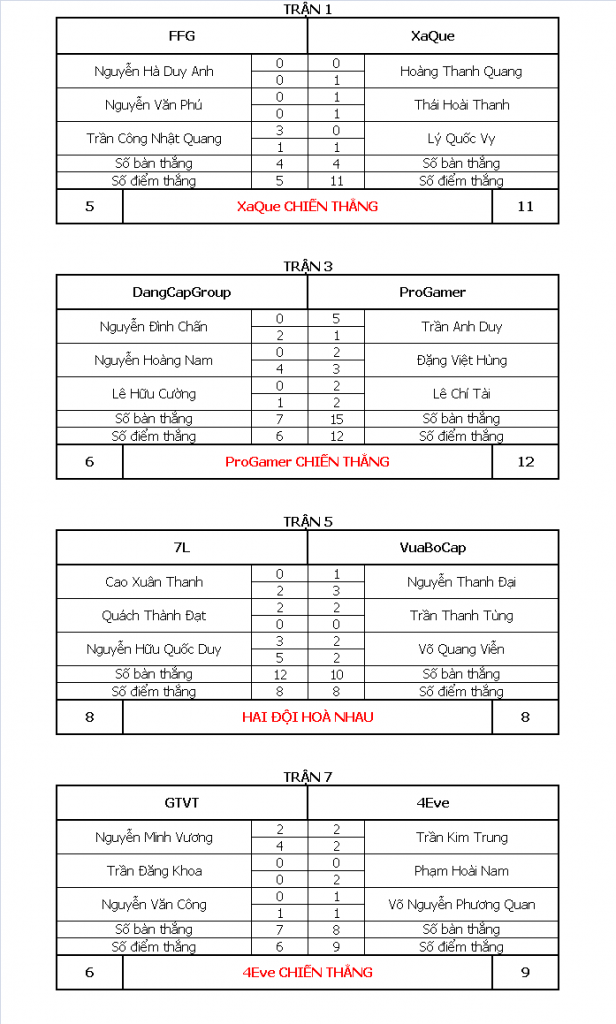 TRẬN 1
FFG XaQue
Nguyễn Hà Duy Anh 0 0 Hoàng Thanh Quang
0 1
Nguyễn Văn Phú 0 1 Thái Hoài Thanh
0 1
Trần Công Nhật Quang 3 0 Lý Quốc Vy
1 1
Số bàn thắng 4 4 Số bàn thắng
Số điểm thắng 5 11 Số điểm thắng
5 XaQue CHIẾN THẮNG 11
TRẬN 3
DangCapGroup ProGamer
Nguyễn Đình Chấn 0 5 Trần Anh Duy
2 1
Nguyễn Hoàng Nam 0 2 Đặng Việt Hùng
4 3
Lê Hữu Cường 0 2 Lê Chí Tài
1 2
Số bàn thắng 7 15 Số bàn thắng
Số điểm thắng 6 12 Số điểm thắng
6 ProGamer CHIẾN THẮNG 12
TRẬN 5
7L VuaBoCap
Cao Xuân Thanh 0 1 Nguyễn Thanh Đại
2 3
Quách Thành Đạt 2 2 Trần Thanh Tùng
0 0
Nguyễn Hữu Quốc Duy 3 2 Võ Quang Viễn
5 2
Số bàn thắng 12 10 Số bàn thắng
Số điểm thắng 8 8 Số điểm thắng
8 HAI ĐỘI HOÀ NHAU 8
TRẬN 7
GTVT 4Eve
Nguyễn Minh Vương 2 2 Trần Kim Trung
4 2
Trần Đăng Khoa 0 0 Phạm Hoài Nam
0 2
Nguyễn Văn Công 0 1 Võ Nguyễn Phương Quan
1 1
Số bàn thắng 7 8 Số bàn thắng
Số điểm thắng 6 9 Số điểm thắng
6 4Eve CHIẾN THẮNG 9